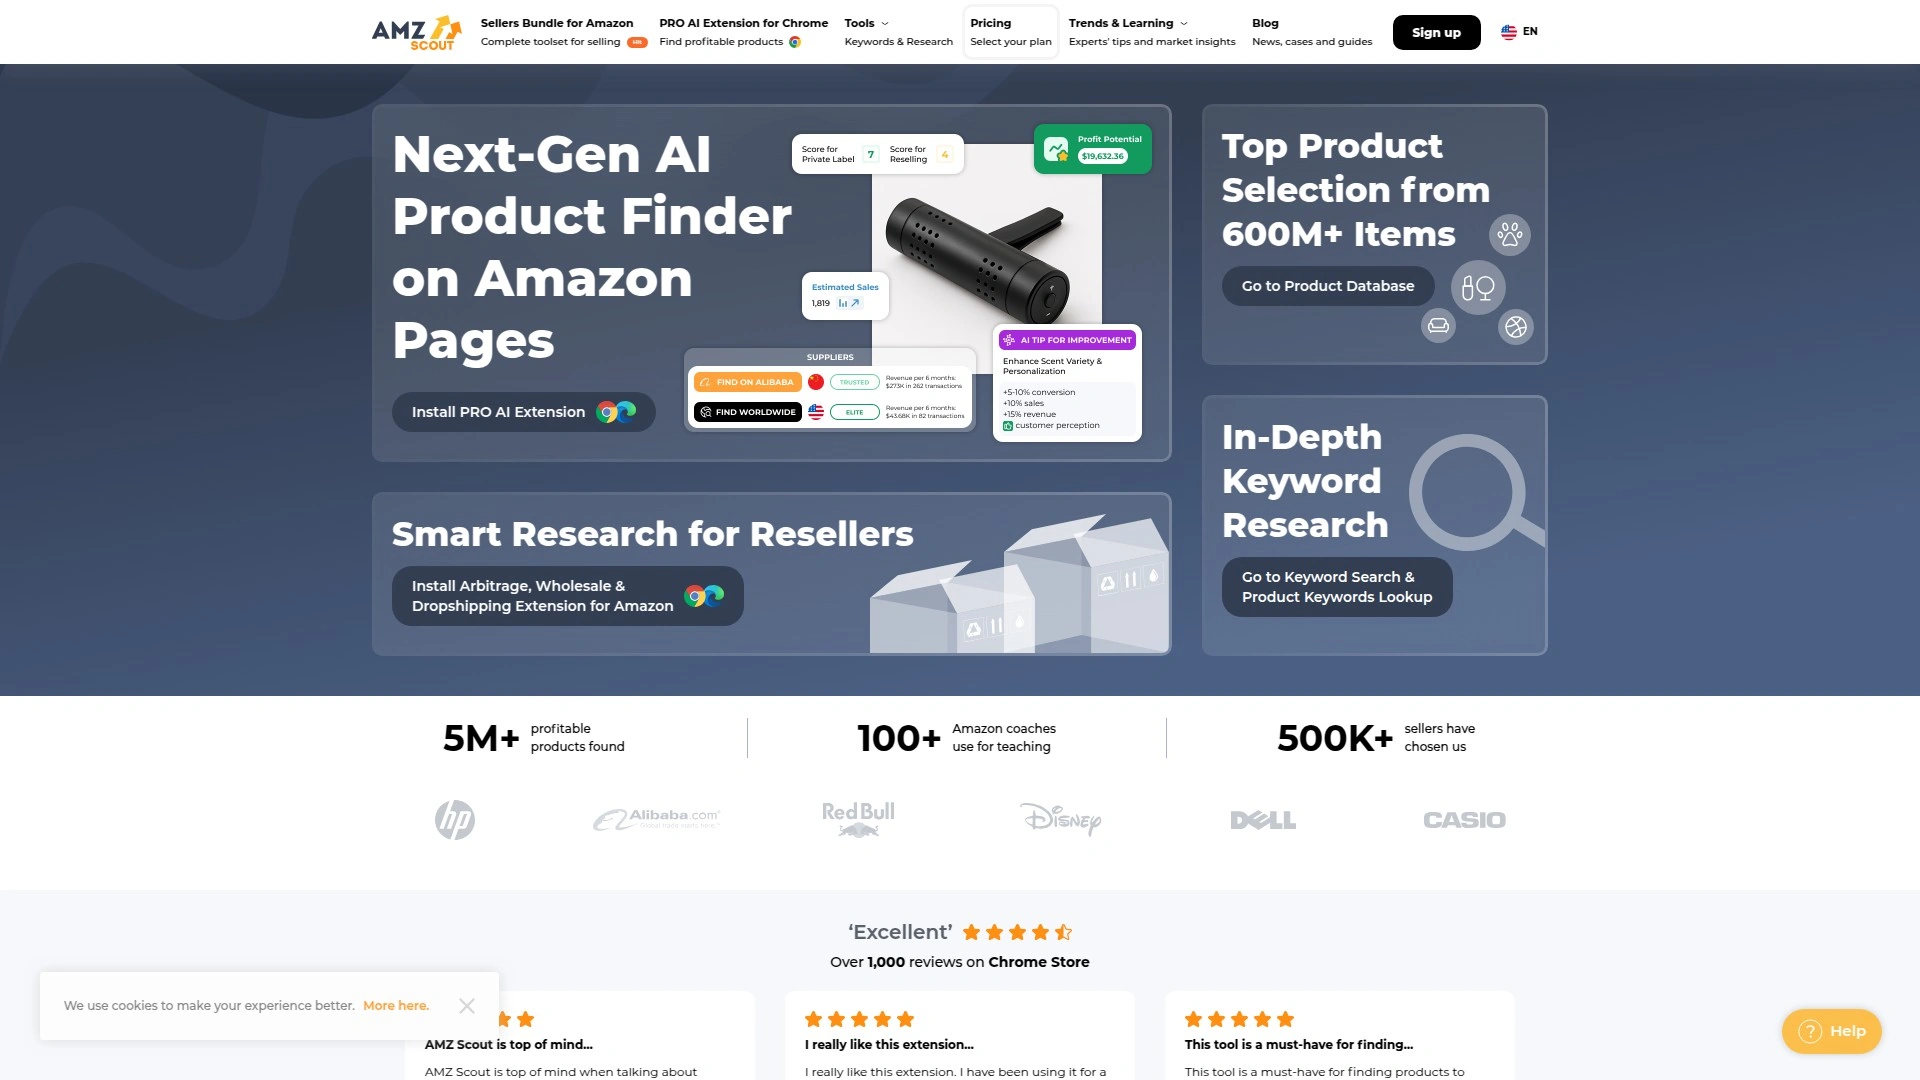 AMZ SCOUT
Sellers Bundle for Amazon
Complete toolset for selling
PRO AI Extension for Chrome
Find profitable products
Tools
Keywords & Research
Pricing
Select your plan
Trends & Learning
Experts' tips and market insights
Blog
News, cases and guides
Sign up
EN
Next-Gen AI
Product Finder
on Amazon
Pages
Install PRO AI Extension
Score for
Private Label
7
Score for
Reselling
4
Profit Potential
$19,632.36
Estimated Sales
1,819
SUPPLIERS
FIND ON ALIBABA
TRUSTED
Revenue per 6 months:
$273K in 262 transactions
FIND WORLDWIDE
ELITE
Revenue per 6 months:
$43.68K in 82 transactions
AI TIP FOR IMPROVEMENT
Enhance Scent Variety &
Personalization
+5-10% conversion
+10% sales
+15% revenue
customer perception
Top Product
Selection from
600M+ Items
Go to Product Database
Smart Research for Resellers
Install Arbitrage, Wholesale &
Dropshipping Extension for Amazon
In-Depth
Keyword
Research
Go to Keyword Search &
Product Keywords Lookup
5M+
profitable
products found
100+
Amazon coaches
use for teaching
500K+
sellers have
chosen us
hp
Alibaba.com
Red Bull
Disney
DELL
CASIO
‘Excellent’
Over 1,000 reviews on Chrome Store
We use cookies to make your experience better. More here.
AMZ Scout is top of mind...
AMZ Scout is top of mind when talking about
I really like this extension...
I really like this extension. I have been using it for a
This tool is a must-have for finding...
This tool is a must-have for finding products to
? Help